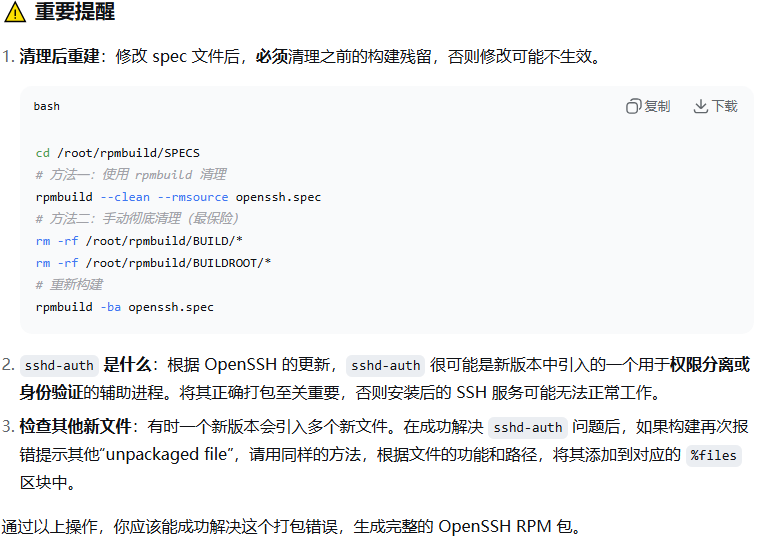 重要提醒
1. 清理后重建：修改 spec 文件后，必须清理之前的构建残留，否则修改可能不生效。
bash
复制
下载
cd /root/rpmbuild/SPECS
# 方法一：使用 rpmbuild 清理
rpmbuild --clean --rmsource openssh.spec
# 方法二：手动彻底清理（最保险）
rm -rf /root/rpmbuild/BUILD/*
rm -rf /root/rpmbuild/BUILDROOT/*
# 重新构建
rpmbuild -ba openssh.spec
2. sshd-auth 是什么：根据 OpenSSH 的更新，sshd-auth 很可能是新版本中引入的一个用于权限分离或
身份验证的辅助进程。将其正确打包至关重要，否则安装后的 SSH 服务可能无法正常工作。
3. 检查其他新文件：有时一个新版本会引入多个新文件。在成功解决 sshd-auth 问题后，如果构建再次报
错提示其他“unpackaged file”，请用同样的方法，根据文件的功能和路径，将其添加到对应的 %files
区块中。
通过以上操作，你应该能成功解决这个打包错误，生成完整的 OpenSSH RPM 包。